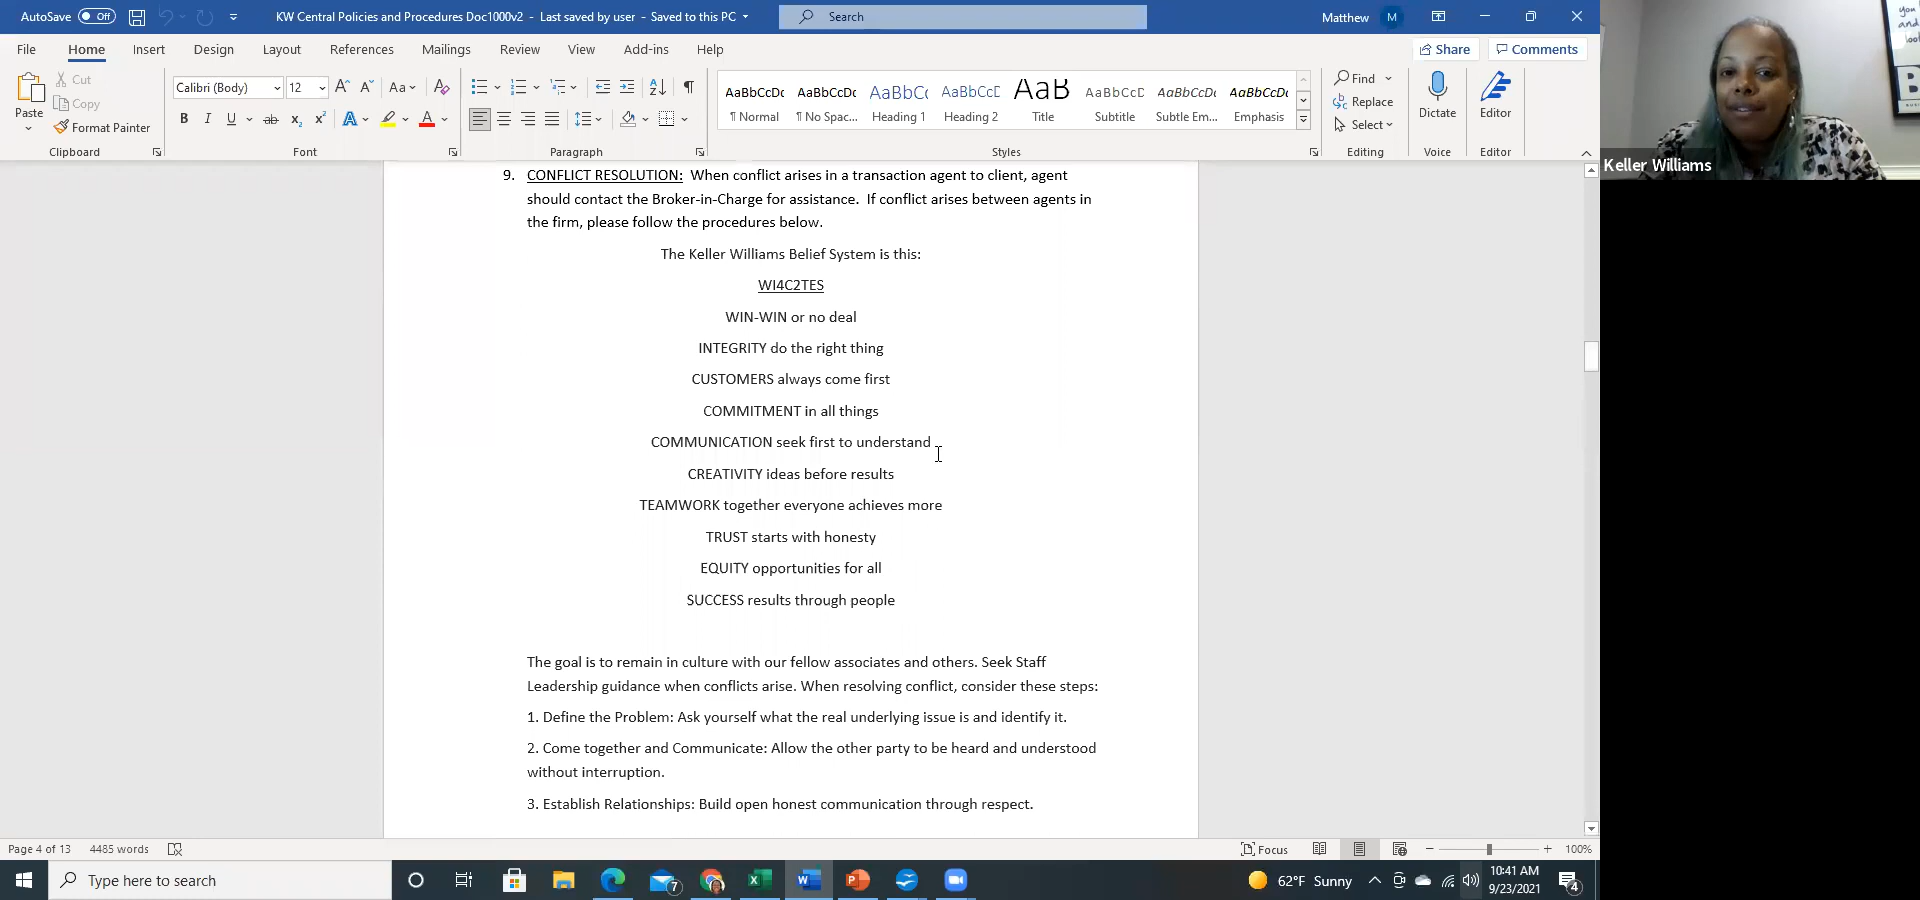 AutoSave Off KW Central Policies and Procedures Doc1000v2 - Last saved by user - Saved to this PC Search Matthew M
File Home Insert Design Layout References Mailings Review View Add-ins Help Share Comments
Paste Cut Copy Format Painter
Calibri (Body) 12 Aa
B I U ab x₂ x² A A
AaBbCcDc AaBbCcDc AaBbCc AaBbCcD AaB AaBbCcD AaBbCcDc AaBbCcDc
¶ Normal ¶ No Spac... Heading 1 Heading 2 Title Subtitle Subtle Em... Emphasis
Find Replace Select Dictate Editor
Clipboard Font Paragraph Styles Editing Voice Editor
you
and
look
B
Keller Williams
9. CONFLICT RESOLUTION: When conflict arises in a transaction agent to client, agent
should contact the Broker-in-Charge for assistance. If conflict arises between agents in
the firm, please follow the procedures below.
The Keller Williams Belief System is this:
WI4C2TES
WIN-WIN or no deal
INTEGRITY do the right thing
CUSTOMERS always come first
COMMITMENT in all things
COMMUNICATION seek first to understand
CREATIVITY ideas before results
TEAMWORK together everyone achieves more
TRUST starts with honesty
EQUITY opportunities for all
SUCCESS results through people
The goal is to remain in culture with our fellow associates and others. Seek Staff
Leadership guidance when conflicts arise. When resolving conflict, consider these steps:
1. Define the Problem: Ask yourself what the real underlying issue is and identify it.
2. Come together and Communicate: Allow the other party to be heard and understood
without interruption.
3. Establish Relationships: Build open honest communication through respect.
Page 4 of 13 4485 words Focus 100%
Type here to search 7 62°F Sunny 10:41 AM
9/23/2021 4